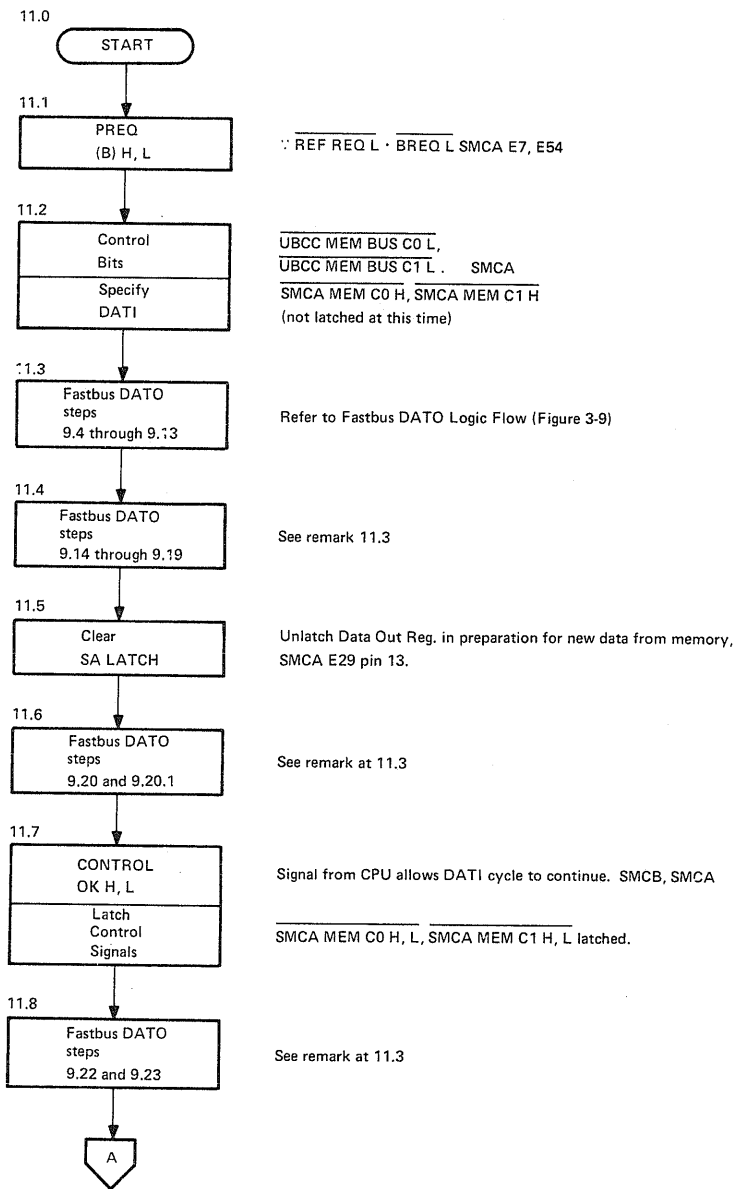 11.0
START
11.1
PREQ
(B) H, L
∵ REF REQ L · BREQ L SMCA E7, E54
11.2
Control
Bits
Specify
DATI
UBCC MEM BUS C0 L,
UBCC MEM BUS C1 L . SMCA
SMCA MEM C0 H, SMCA MEM C1 H
(not latched at this time)
11.3
Fastbus DATO
steps
9.4 through 9.13
Refer to Fastbus DATO Logic Flow (Figure 3-9)
11.4
Fastbus DATO
steps
9.14 through 9.19
See remark 11.3
11.5
Clear
SA LATCH
Unlatch Data Out Reg. in preparation for new data from memory,
SMCA E29 pin 13.
11.6
Fastbus DATO
steps
9.20 and 9.20.1
See remark at 11.3
11.7
CONTROL
OK H, L
Latch
Control
Signals
Signal from CPU allows DATI cycle to continue. SMCB, SMCA
SMCA MEM C0 H, L, SMCA MEM C1 H, L latched.
11.8
Fastbus DATO
steps
9.22 and 9.23
See remark at 11.3
A